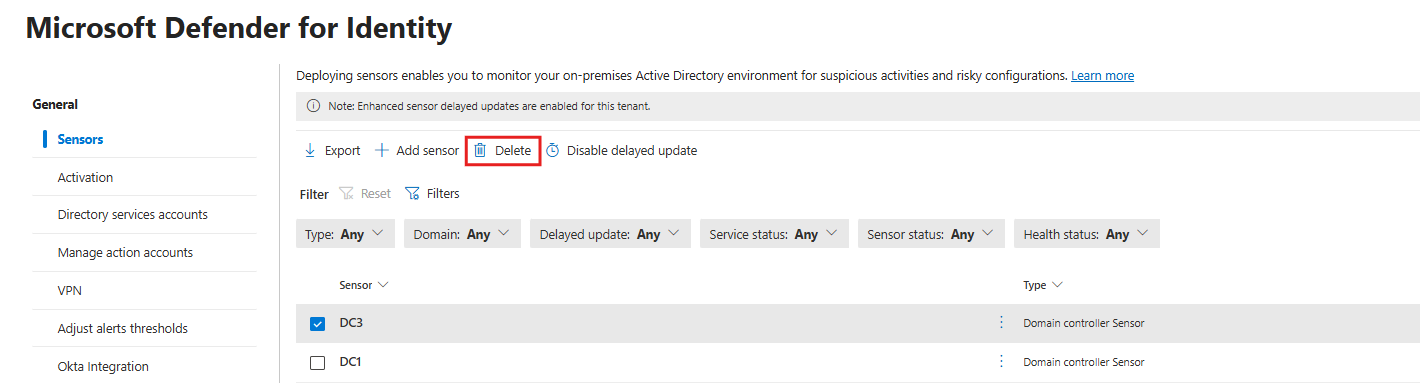 Microsoft Defender for Identity
General
Sensors
Activation
Directory services accounts
Manage action accounts
VPN
Adjust alerts thresholds
Okta Integration
Deploying sensors enables you to monitor your on-premises Active Directory environment for suspicious activities and risky configurations. Learn more
Note: Enhanced sensor delayed updates are enabled for this tenant.
Export Add sensor Delete Disable delayed update
Filter Reset Filters
Type: Any Domain: Any Delayed update: Any Service status: Any Sensor status: Any Health status: Any
Sensor Type
DC3 Domain controller Sensor
DC1 Domain controller Sensor